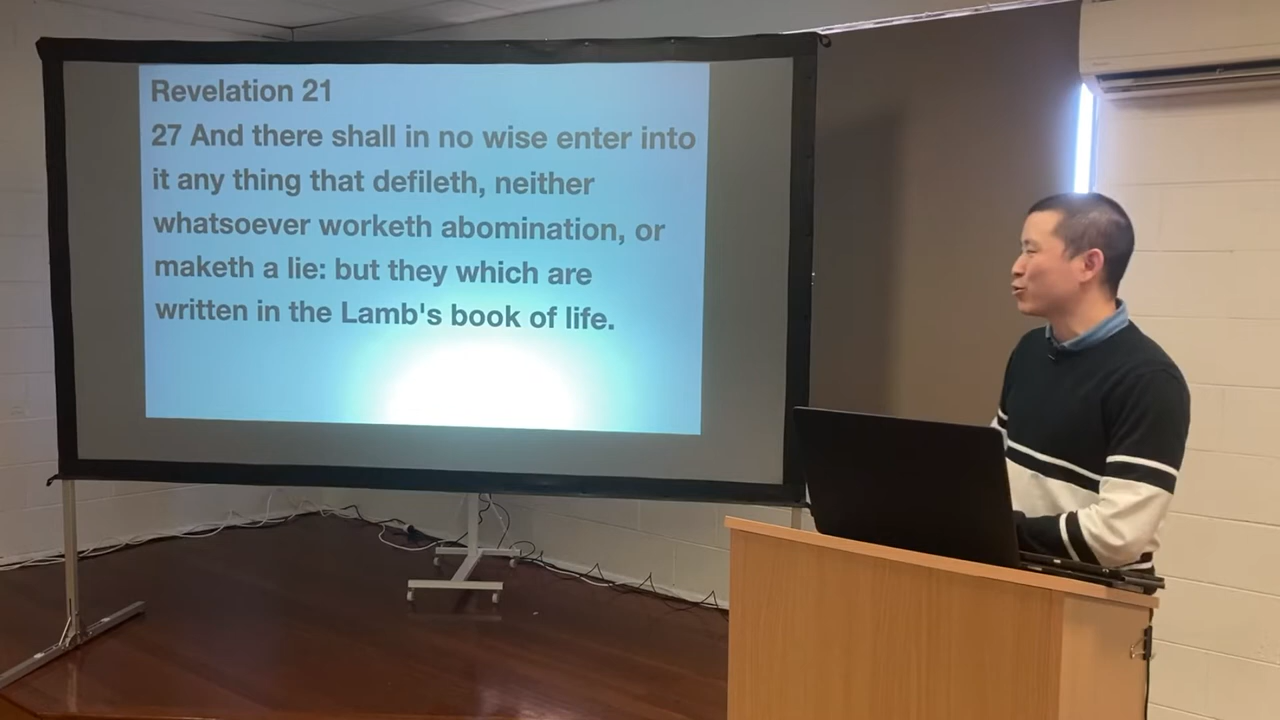 Revelation 21
27 And there shall in no wise enter into
it any thing that defileth, neither
whatsoever worketh abomination, or
maketh a lie: but they which are
written in the Lamb's book of life.